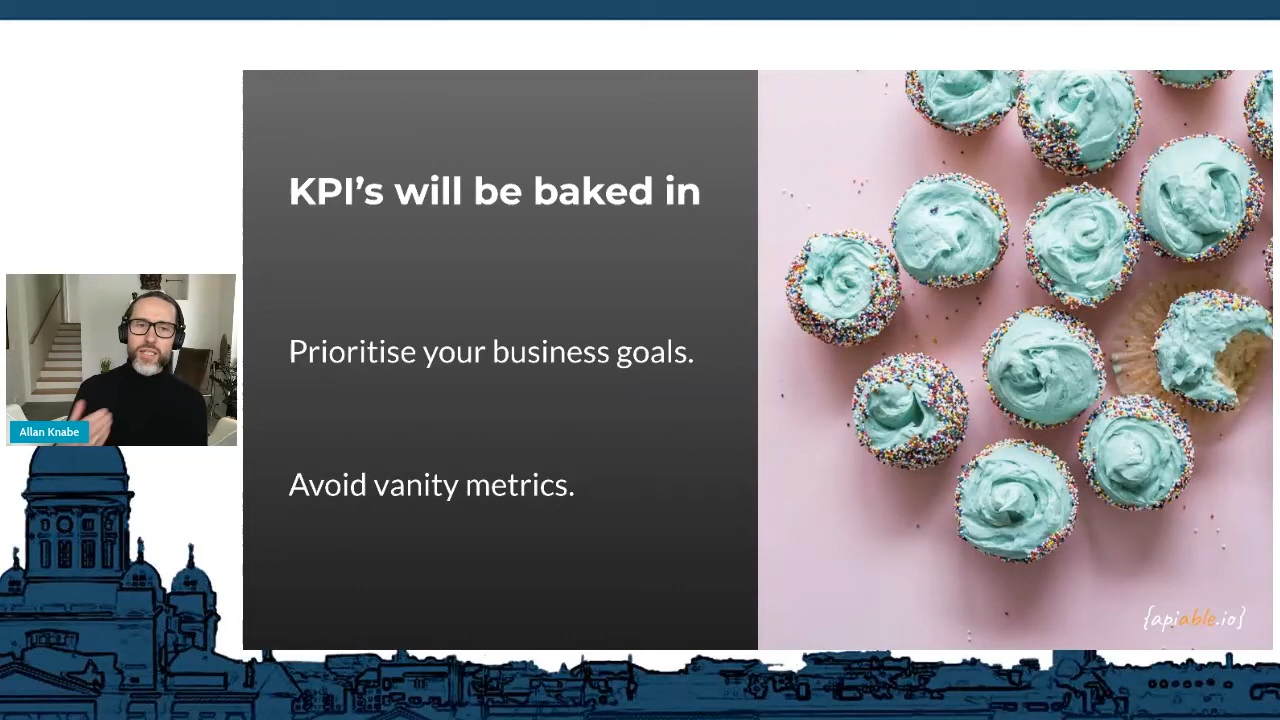 KPI’s will be baked in
Prioritise your business goals.
Avoid vanity metrics.
Allan Knabe
{apiable.io}